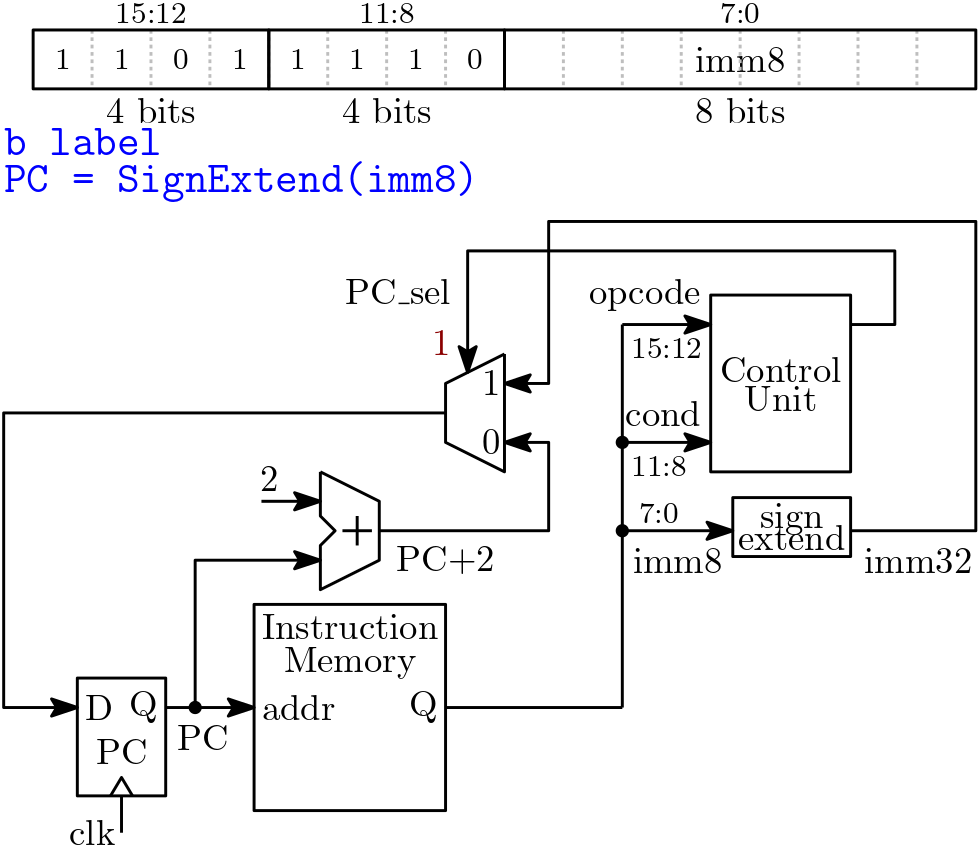 15:12 11:8 7:0
1 1 0 1 1 1 1 0 imm8
4 bits 4 bits 8 bits
b label
PC = SignExtend(imm8)
PC_sel
1
opcode
15:12
Control
Unit
cond
11:8
1
0
2
+
PC+2
7:0
imm8
sign
extend
imm32
Instruction
Memory
addr
Q
D Q
PC
PC
clk